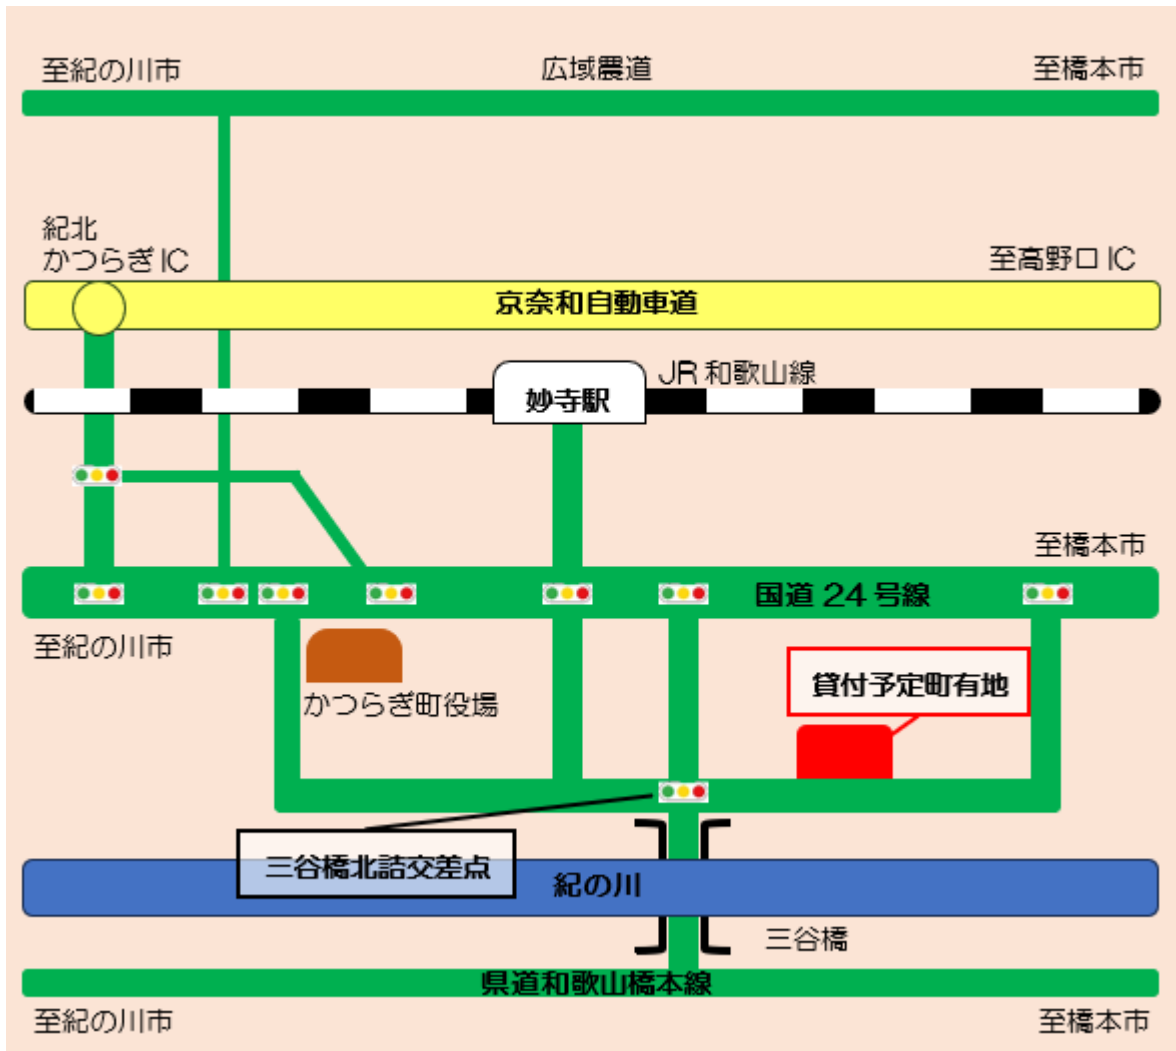 至紀の川市
広域農道
至橋本市
紀北
かつらぎIC
至高野口IC
京奈和自動車道
JR和歌山線
妙寺駅
至橋本市
国道24号線
至紀の川市
かつらぎ町役場
貸付予定町有地
三谷橋北詰交差点
紀の川
三谷橋
県道和歌山橋本線
至紀の川市
至橋本市